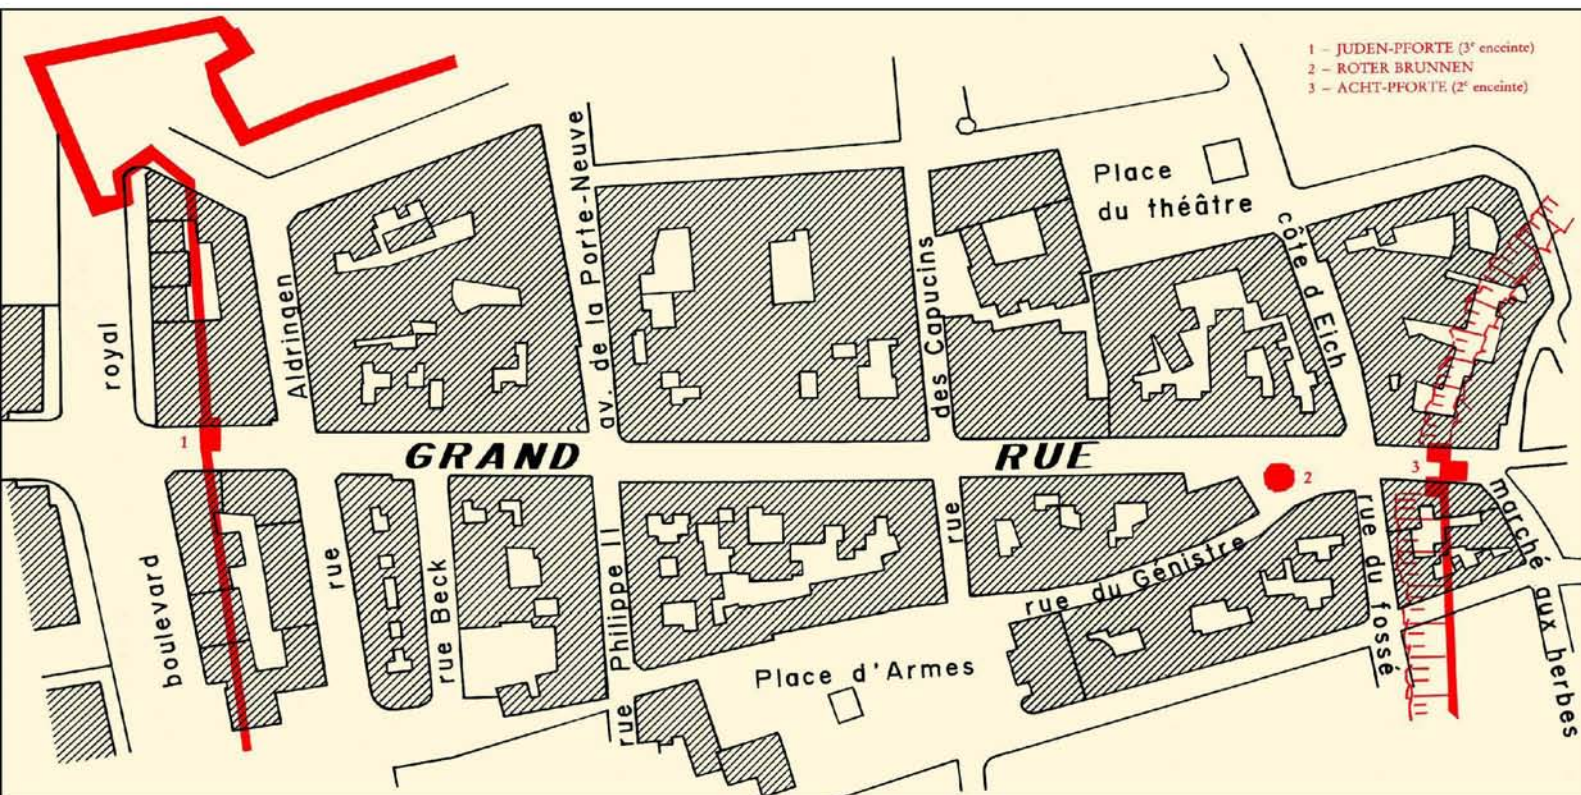 1 – JUDEN-PFORTE (3e enceinte)
2 – ROTER BRUNNEN
3 – ACHT-PFORTE (2e enceinte)
Place
du théâtre
av. de la Porte-Neuve
côte d'Eich
des Capucins
Aldringen
royal
1
GRAND RUE
3
2
marché aux herbes
rue
rue du fossé
rue du Génistre
rue
Philippe II
rue Beck
boulevard
Place d'Armes
rue